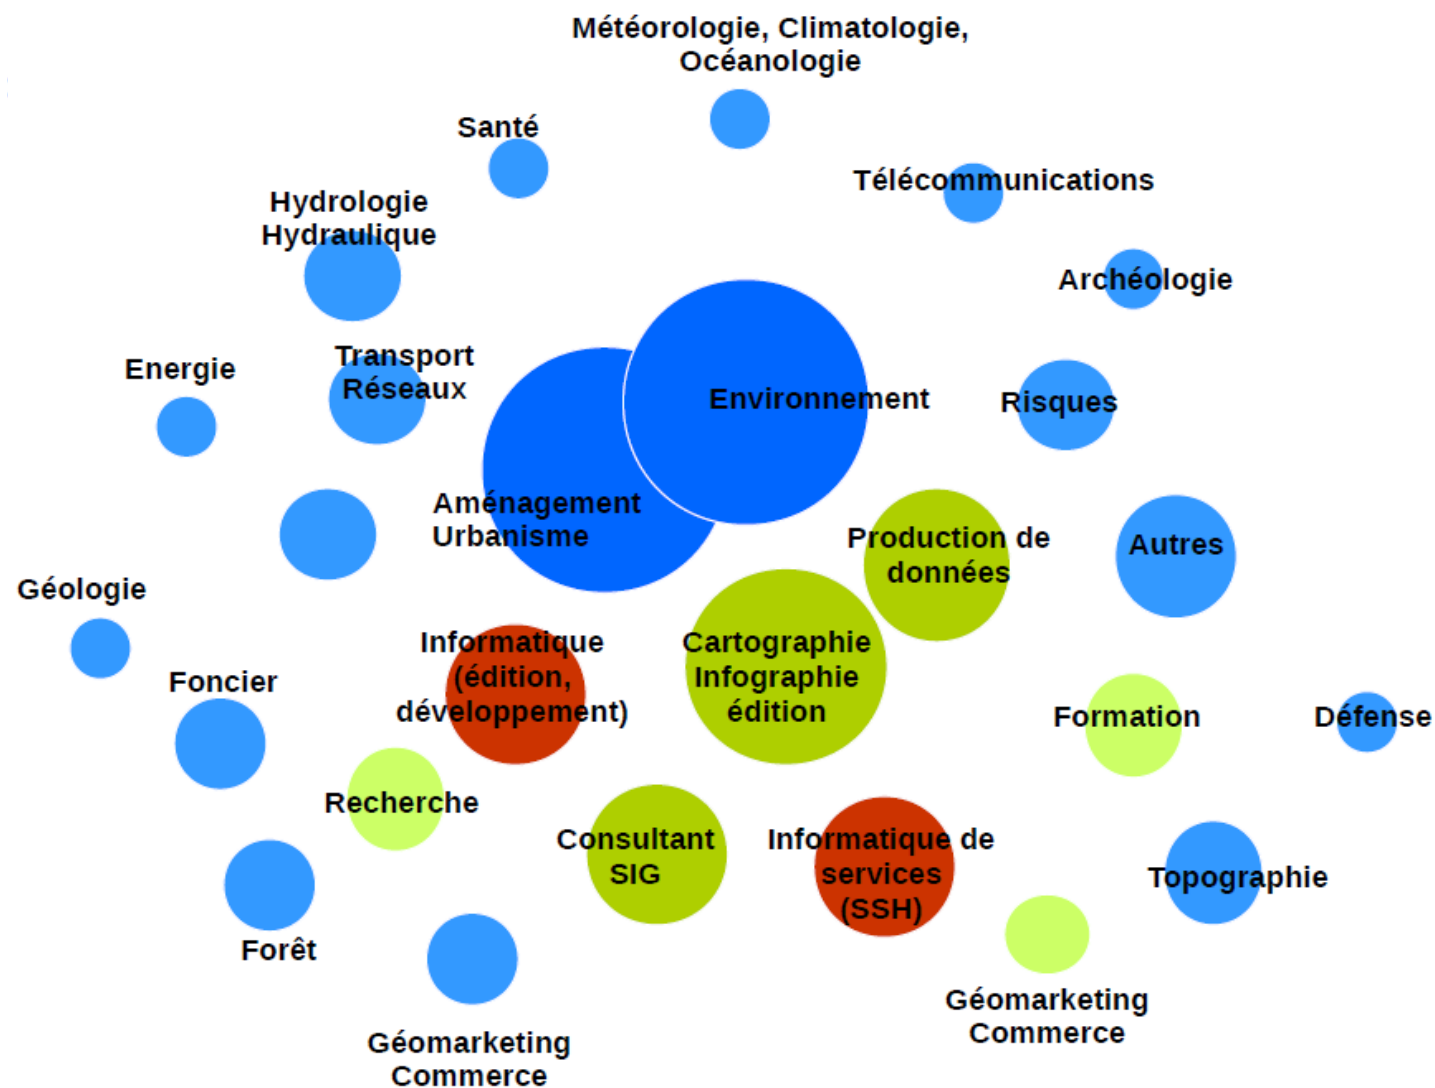 Météorologie, Climatologie,
Océanologie
Santé
Télécommunications
Hydrologie
Hydraulique
Archéologie
Transport
Réseaux
Energie
Environnement
Risques
Aménagement
Urbanisme
Production de
données
Autres
Géologie
Informatique
(édition,
développement)
Cartographie
Infographie
édition
Foncier
Formation
Défense
Recherche
Consultant
SIG
Informatique de
services
(SSH)
Topographie
Forêt
Géomarketing
Commerce
Géomarketing
Commerce